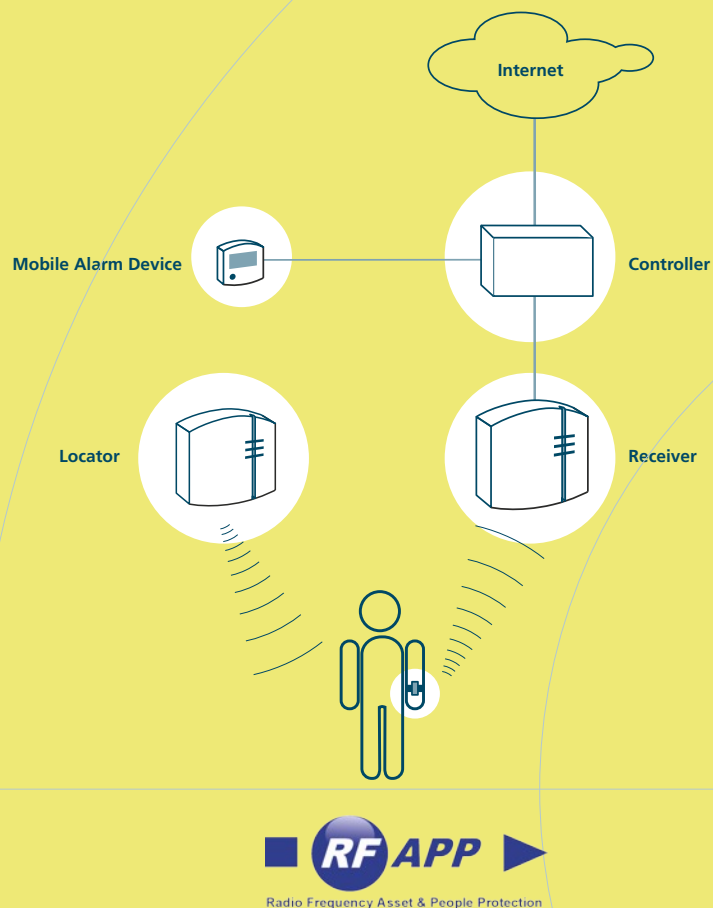 Internet
Mobile Alarm Device
Controller
Locator
Receiver
RF APP
Radio Frequency Asset & People Protection